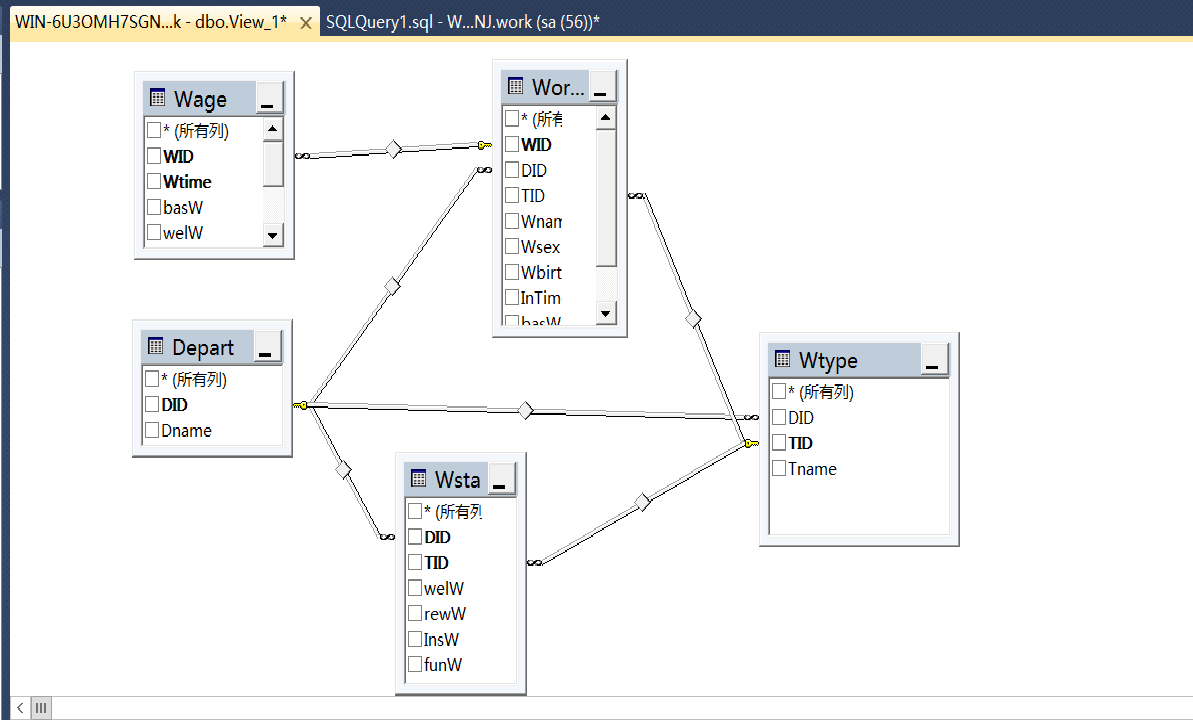 WIN-6U3OMH7SGN...k - dbo.View_1*
SQLQuery1.sql - W...NJ.work (sa (56))*
Wage
* (所有列)
WID
Wtime
basW
welW
Wor...
* (所有
WID
DID
TID
Wnam
Wsex
Wbirt
InTim
basW
Depart
* (所有列)
DID
Dname
Wtype
* (所有列)
DID
TID
Tname
Wsta
* (所有列
DID
TID
welW
rewW
InsW
funW